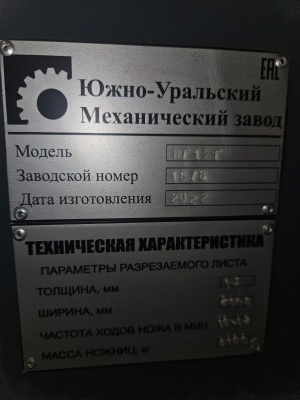 EAC
Южно-Уральский
Механический завод
Модель
Заводской номер
Дата изготовления 2022
ТЕХНИЧЕСКАЯ ХАРАКТЕРИСТИКА
ПАРАМЕТРЫ РАЗРЕЗАЕМОГО ЛИСТА
ТОЛЩИНА, мм
ШИРИНА, мм
ЧАСТОТА ХОДОВ НОЖА В МИН
МАССА НОЖНИЦ, кг